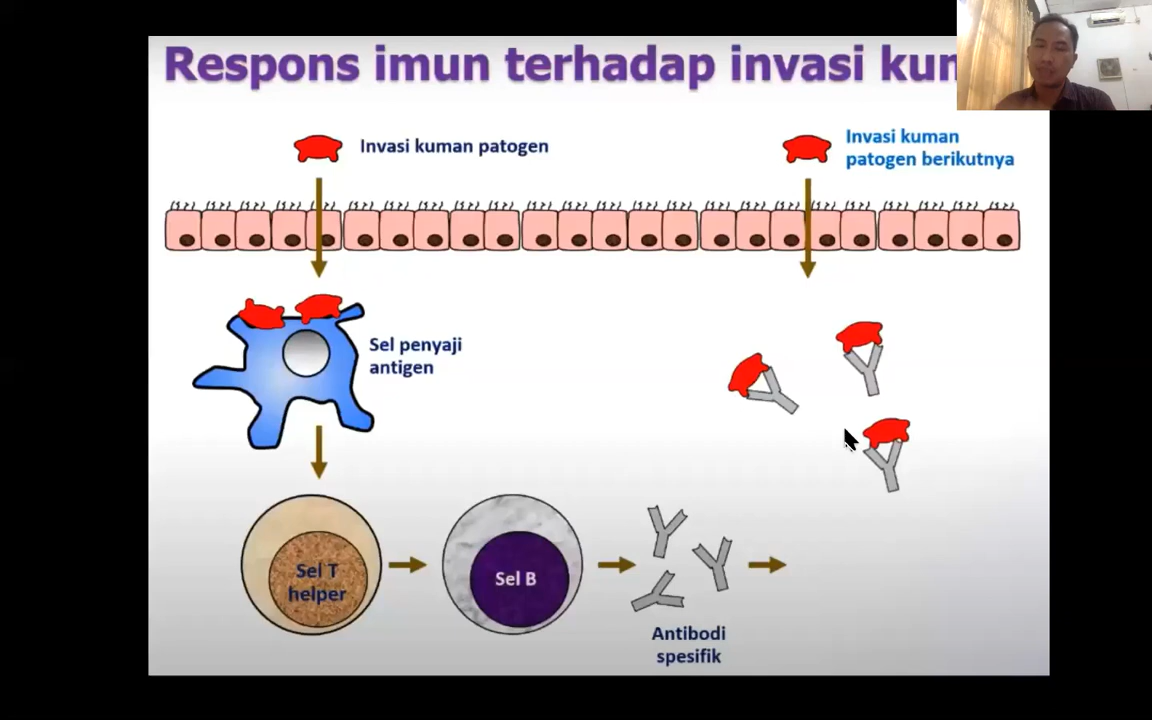 Respons imun terhadap invasi
Invasi kuman patogen
Invasi kuman
patogen berikutnya
Sel penyaji
antigen
Sel T
helper
Sel B
Antibodi
spesifik